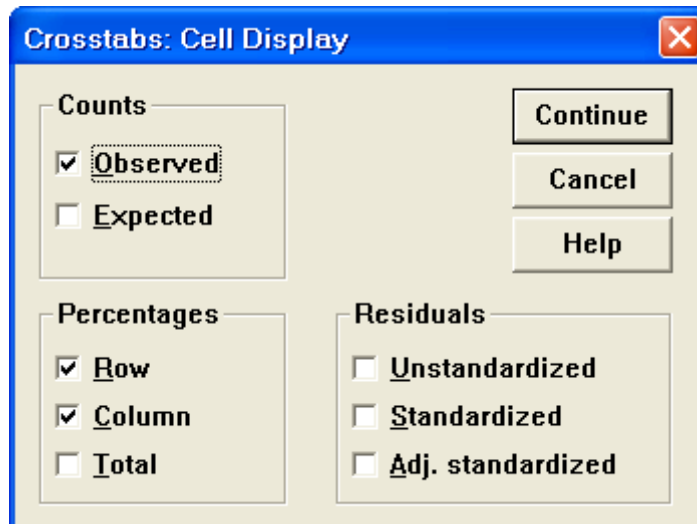 Crosstabs: Cell Display
Counts
Observed
Expected
Continue
Cancel
Help
Percentages
Row
Column
Total
Residuals
Unstandardized
Standardized
Adj. standardized